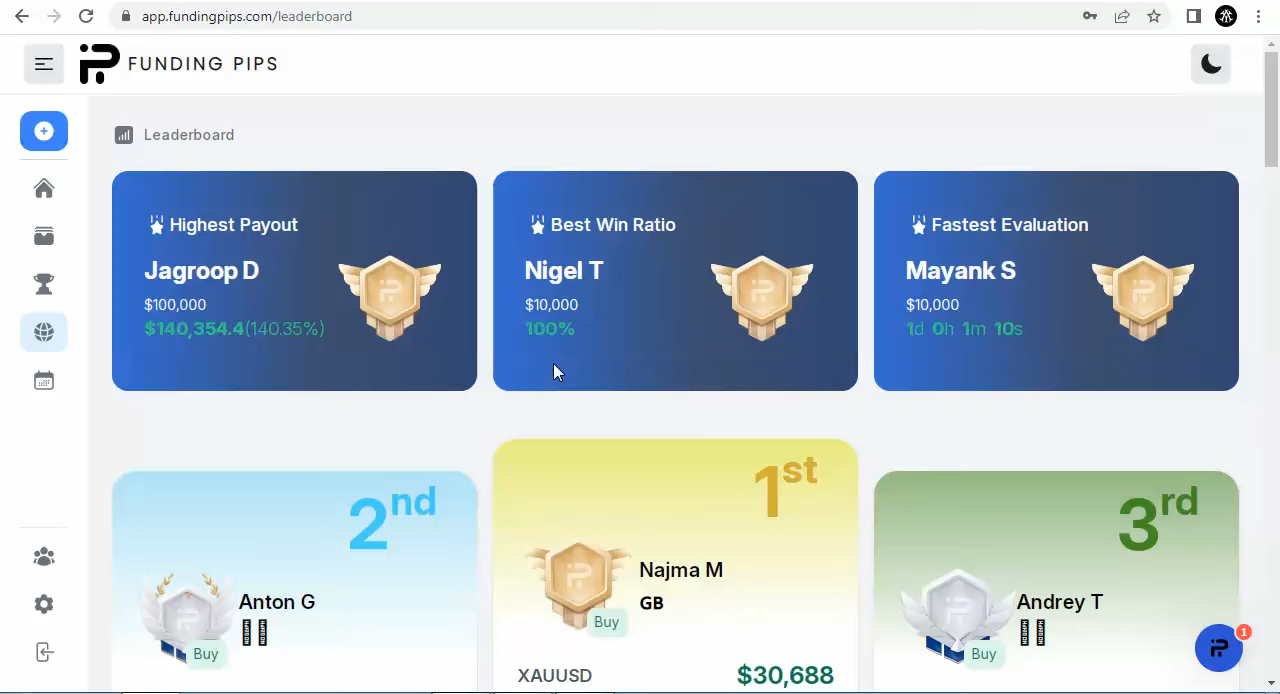 app.fundingpips.com/leaderboard
FUNDING PIPS
Leaderboard
Highest Payout
Jagroop D
$100,000
$140,354.4(140.35%)
Best Win Ratio
Nigel T
$10,000
100%
Fastest Evaluation
Mayank S
$10,000
1d 0h 1m 10s
2nd
Anton G
Buy
1st
Najma M
GB
Buy
XAUUSD
$30,688
3rd
Andrey T
Buy
1